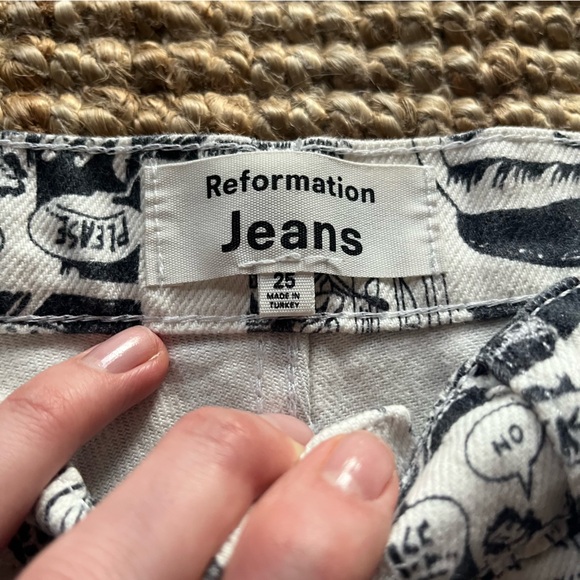 Reformation
Jeans
25
MADE IN
TURKEY
PLEASE
NO